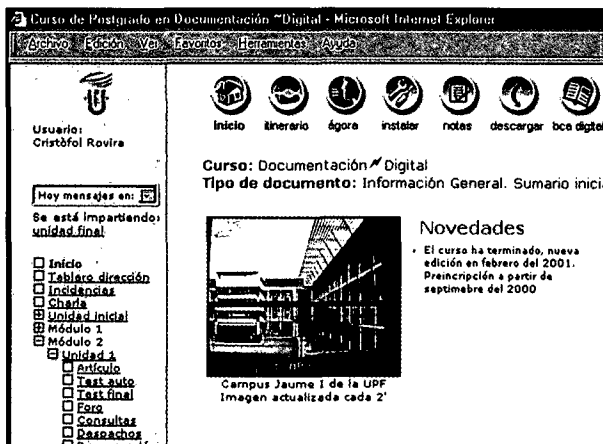 Curso de Postgrado en Documentación ~Digital - Microsoft Internet Explorer
Archivo Edición Ver Favoritos Herramientas Ayuda
Inicio itinerario ágora instalar notas descargar bca digital
Usuario:
Cristòfol Rovira
Curso: Documentación Digital
Tipo de documento: Información General. Sumario inicia
Hoy mensajes en:
Se está impartiendo:
unidad final
Inicio
Tablero dirección
Incidencias
Charla
Unidad inicial
Módulo 1
Módulo 2
Unidad 1
Artículo
Test auto
Test final
Foro
Consultas
Despachos
Novedades
El curso ha terminado, nueva
edición en febrero del 2001.
Preincripción a partir de
septimebre del 2000
Campus Jaume I de la UPF
Imagen actualizada cada 2'